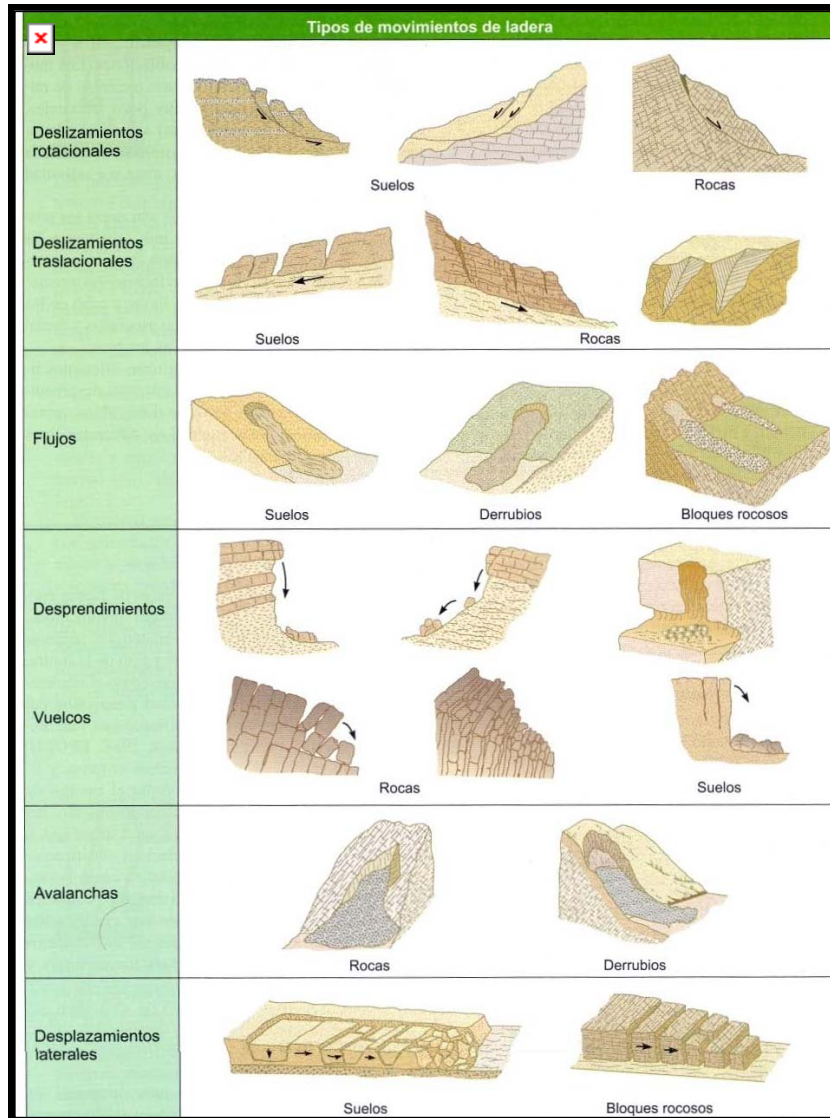 Tipos de movimientos de ladera
Deslizamientos
rotacionales
Suelos
Rocas
Deslizamientos
traslacionales
Suelos
Rocas
Flujos
Suelos
Derrubios
Bloques rocosos
Desprendimientos
Vuelcos
Rocas
Suelos
Avalanchas
Rocas
Derrubios
Desplazamientos
laterales
Suelos
Bloques rocosos